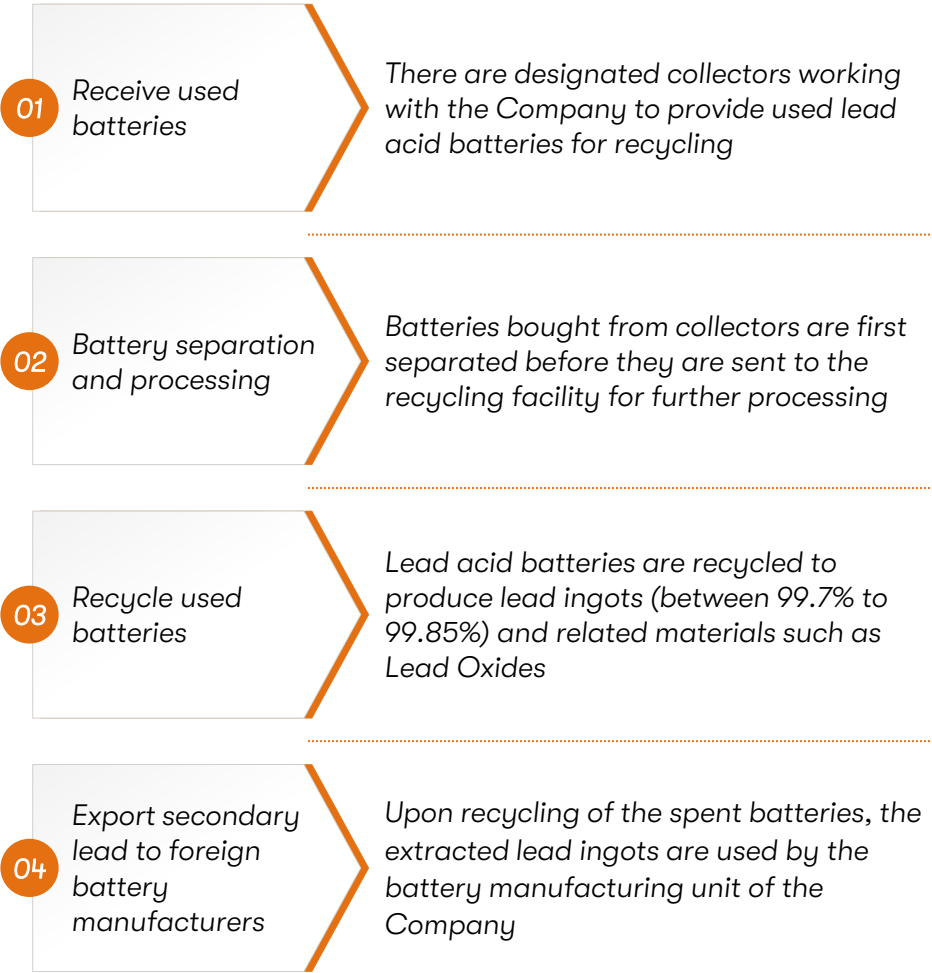 01
Receive used
batteries
There are designated collectors working
with the Company to provide used lead
acid batteries for recycling
02
Battery separation
and processing
Batteries bought from collectors are first
separated before they are sent to the
recycling facility for further processing
03
Recycle used
batteries
Lead acid batteries are recycled to
produce lead ingots (between 99.7% to
99.85%) and related materials such as
Lead Oxides
04
Export secondary
lead to foreign
battery
manufacturers
Upon recycling of the spent batteries, the
extracted lead ingots are used by the
battery manufacturing unit of the
Company